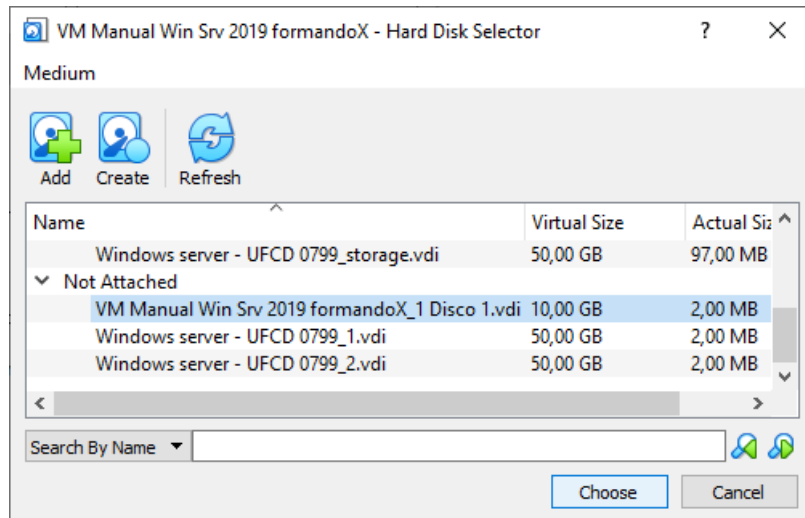 VM Manual Win Srv 2019 formandoX - Hard Disk Selector ?
Medium
Add Create Refresh
Name Virtual Size Actual Siz
Windows server - UFCD 0799_storage.vdi 50,00 GB 97,00 MB
Not Attached
VM Manual Win Srv 2019 formandoX_1 Disco 1.vdi 10,00 GB 2,00 MB
Windows server - UFCD 0799_1.vdi 50,00 GB 2,00 MB
Windows server - UFCD 0799_2.vdi 50,00 GB 2,00 MB
Search By Name
Choose Cancel